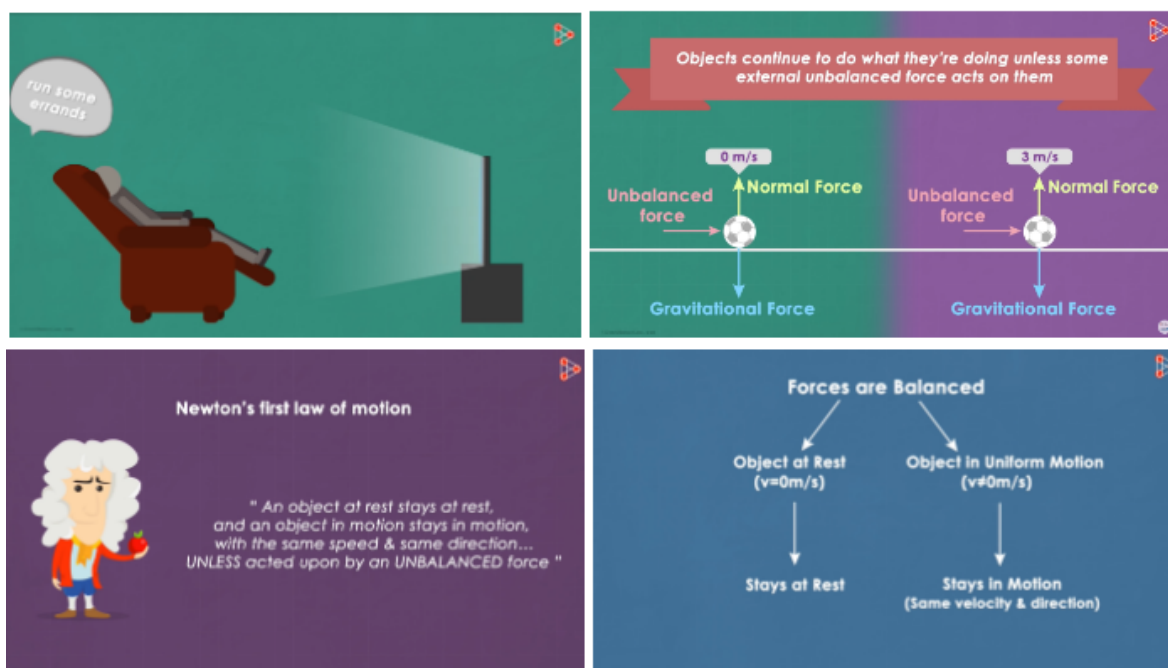 run some
errands
Objects continue to do what they're doing unless some
external unbalanced force acts on them
0 m/s
3 m/s
Normal Force
Normal Force
Unbalanced
force
Unbalanced
force
Gravitational Force
Gravitational Force
Newton's first law of motion
" An object at rest stays at rest,
and an object in motion stays in motion,
with the same speed & same direction...
UNLESS acted upon by an UNBALANCED force "
Forces are Balanced
Object at Rest
(v=0m/s)
Object in Uniform Motion
(v≠0m/s)
Stays at Rest
Stays in Motion
(Same velocity & direction)